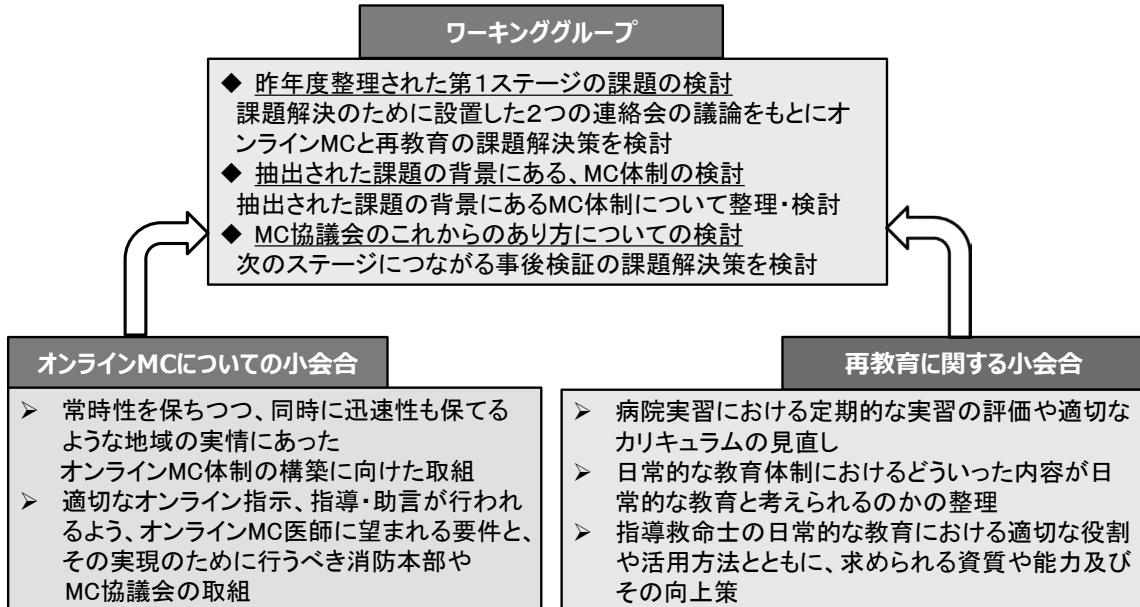 ワーキンググループ
◆ 昨年度整理された第1ステージの課題の検討
課題解決のために設置した2つの連絡会の議論をもとにオ
ンラインMCと再教育の課題解決策を検討
◆ 抽出された課題の背景にある、MC体制の検討
抽出された課題の背景にあるMC体制について整理・検討
◆ MC協議会のこれからのあり方についての検討
次のステージにつながる事後検証の課題解決策を検討
オンラインMCについての小会合
➢ 常時性を保ちつつ、同時に迅速性も保てる
ような地域の実情にあった
オンラインMC体制の構築に向けた取組
➢ 適切なオンライン指示、指導・助言が行われ
るよう、オンラインMC医師に望まれる要件と、
その実現のために行うべき消防本部や
MC協議会の取組
再教育に関する小会合
➢ 病院実習における定期的な実習の評価や適切な
カリキュラムの見直し
➢ 日常的な教育体制におけるどういった内容が日
常的な教育と考えられるのかの整理
➢ 指導救命士の日常的な教育における適切な役割
や活用方法とともに、求められる資質や能力及び
その向上策